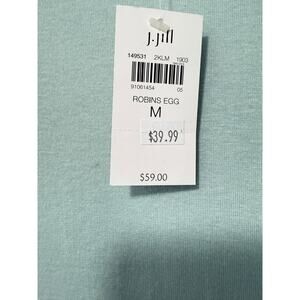 J.Jill
149531 2KLM 1903
91061454 05
ROBINS EGG
M
$39.99
$59.00